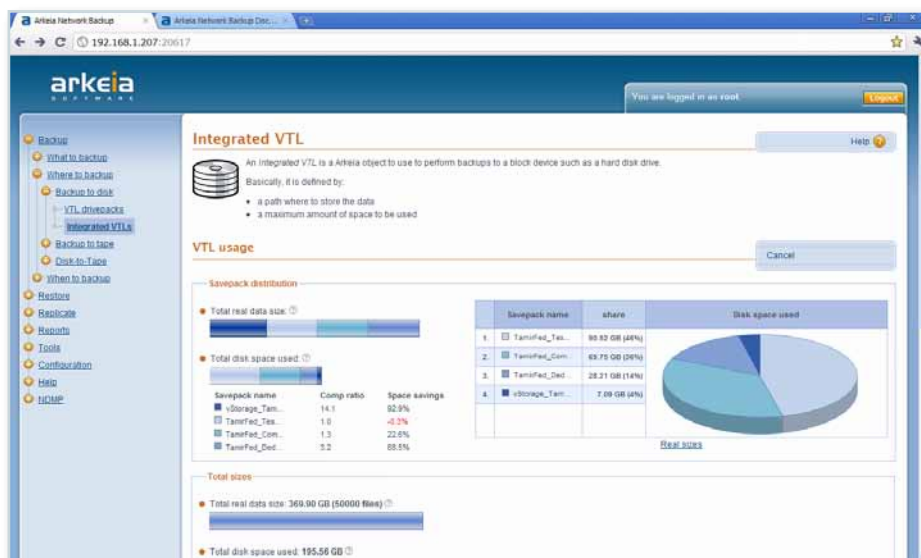 Arkeia Network Backup
Arkeia Network Backup Doc...
192.168.1.207:20617
arkeia
SOFTWARE
You are logged in as root
Logout
Backup
What to backup
Where to backup
Backup to disk
VTL drivepacks
Integrated VTLs
Backup to tape
Disk-to-Tape
When to backup
Restore
Replicate
Reports
Tools
Configuration
Help
NDMP
Integrated VTL
Help
An Integrated VTL is a Arkeia object to use to perform backups to a block device such as a hard disk drive.
Basically, it is defined by:
a path where to store the data
a maximum amount of space to be used
VTL usage
Cancel
Savepack distribution
Total real data size:
Total disk space used:
Savepack name Comp ratio Space savings
vStorage_Tam... 14.1 92.9%
TamirFed_Tes... 1.0 -0.3%
TamirFed_Com... 1.3 22.6%
TamirFed_Ded... 3.2 68.5%
Savepack name share Disk space used
1. TamirFed_Tes... 90.52 GB (46%)
2. TamirFed_Com... 69.75 GB (36%)
3. TamirFed_Ded... 28.21 GB (14%)
4. vStorage_Tam... 7.09 GB (4%)
Real sizes
Total sizes
Total real data size: 369.90 GB (50000 files)
Total disk space used: 195.56 GB